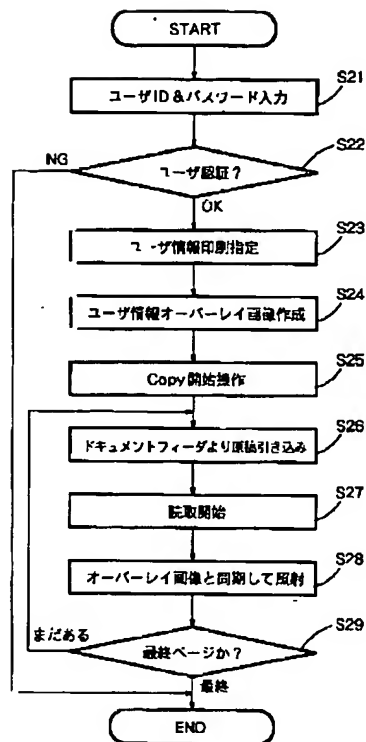 START
S21
ユーザID&パスワード入力
S22
NG
ユーザ認証?
OK
S23
ユーザ情報印刷指定
S24
ユーザ情報オーバーレイ画像作成
S25
Copy開始操作
S26
ドキュメントフィーダより原稿引き込み
S27
読取開始
S28
オーバーレイ画像と同期して照射
S29
まだある
最終ページか?
最終
END